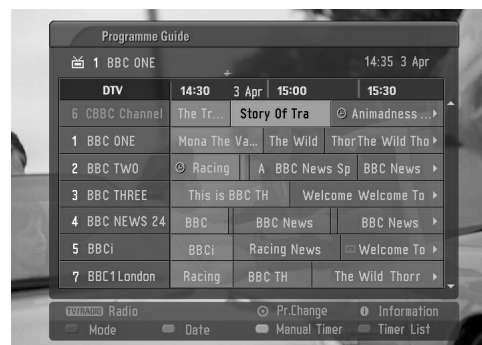 Programme Guide
1 BBC ONE 14:35 3 Apr
DTV 14:30 3 Apr 15:00 15:30
6 CBBC Channel The Tr... Story Of Tra Animadness ...
1 BBC ONE Mona The Va... The Wild Thor The Wild Tho
2 BBC TWO Racing A BBC News Sp BBC News
3 BBC THREE This is BBC TH Welcome Welcome To
4 BBC NEWS 24 BBC BBC News BBC News
5 BBCi BBCi Racing News Welcome To
7 BBC1 London Racing BBC TH The Wild Thorr
TV/RADIO Radio Pr.Change Information
Mode Date Manual Timer Timer List